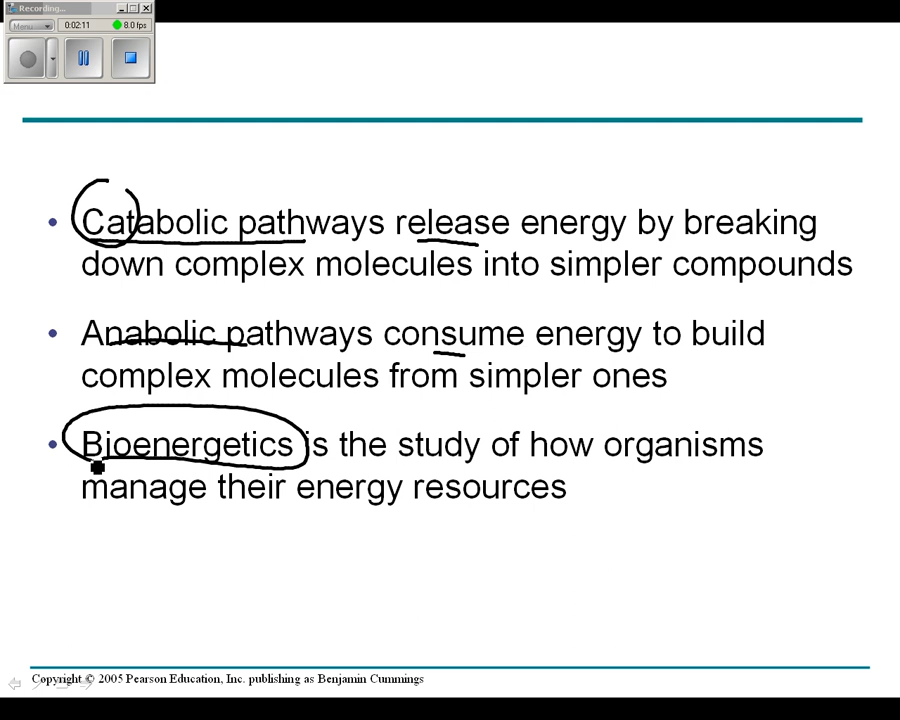 Recording...
Menu
0:02:11
8.0 fps
• Catabolic pathways release energy by breaking
down complex molecules into simpler compounds
• Anabolic pathways consume energy to build
complex molecules from simpler ones
• Bioenergetics is the study of how organisms
manage their energy resources
Copyright © 2005 Pearson Education, Inc. publishing as Benjamin Cummings